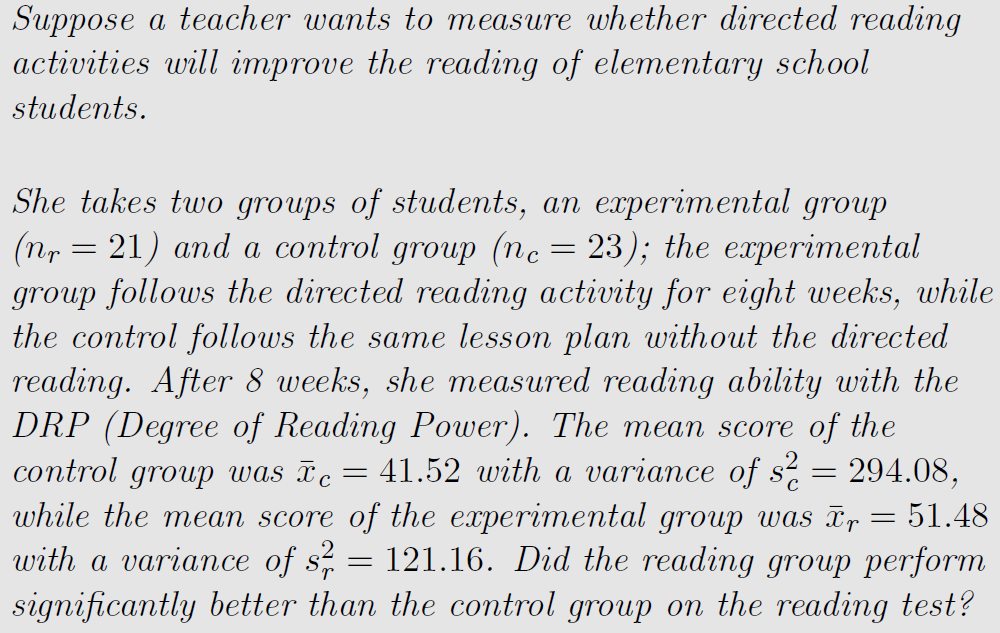 Suppose a teacher wants to measure whether directed reading
activities will improve the reading of elementary school
students.
She takes two groups of students, an experimental group
(n_r = 21) and a control group (n_c = 23); the experimental
group follows the directed reading activity for eight weeks, while
the control follows the same lesson plan without the directed
reading. After 8 weeks, she measured reading ability with the
DRP (Degree of Reading Power). The mean score of the
control group was x̄_c = 41.52 with a variance of s_c^2 = 294.08,
while the mean score of the experimental group was x̄_r = 51.48
with a variance of s_r^2 = 121.16. Did the reading group perform
significantly better than the control group on the reading test?